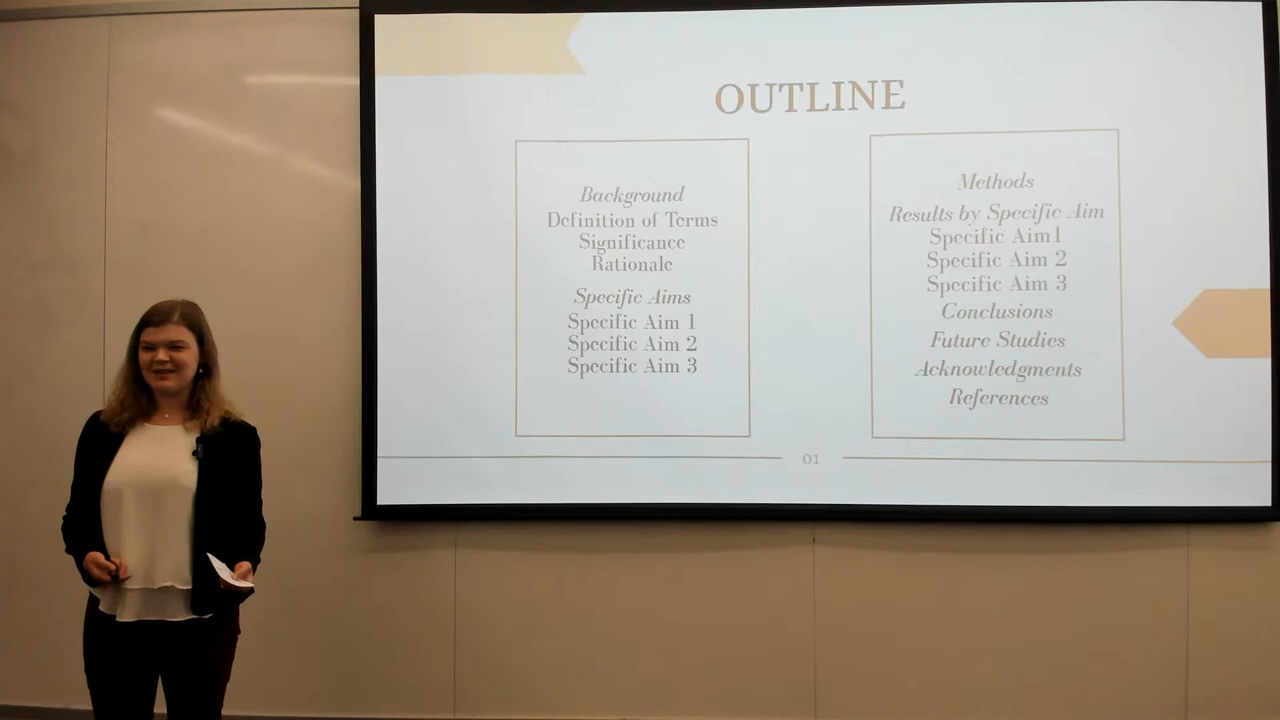 OUTLINE
Background
Definition of Terms
Significance
Rationale
Specific Aims
Specific Aim 1
Specific Aim 2
Specific Aim 3
Methods
Results by Specific Aim
Specific Aim1
Specific Aim 2
Specific Aim 3
Conclusions
Future Studies
Acknowledgments
References
01